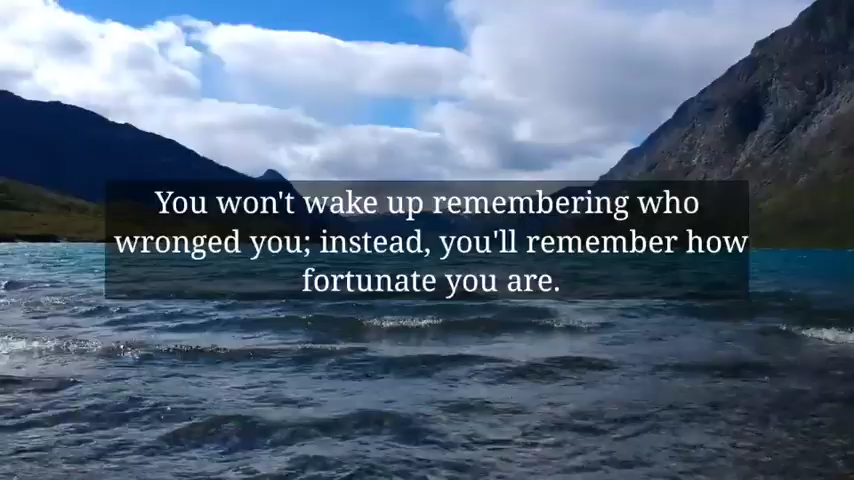 You won't wake up remembering who
wronged you; instead, you'll remember how
fortunate you are.